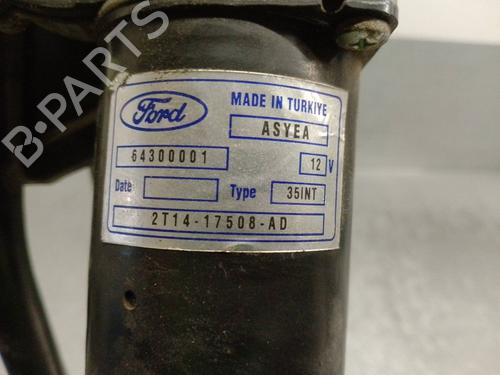 B-PARTS
Ford
MADE IN TURKIYE
ASYEA
64300001
12 V
Date
Type 35INT
2T14-17508-AD